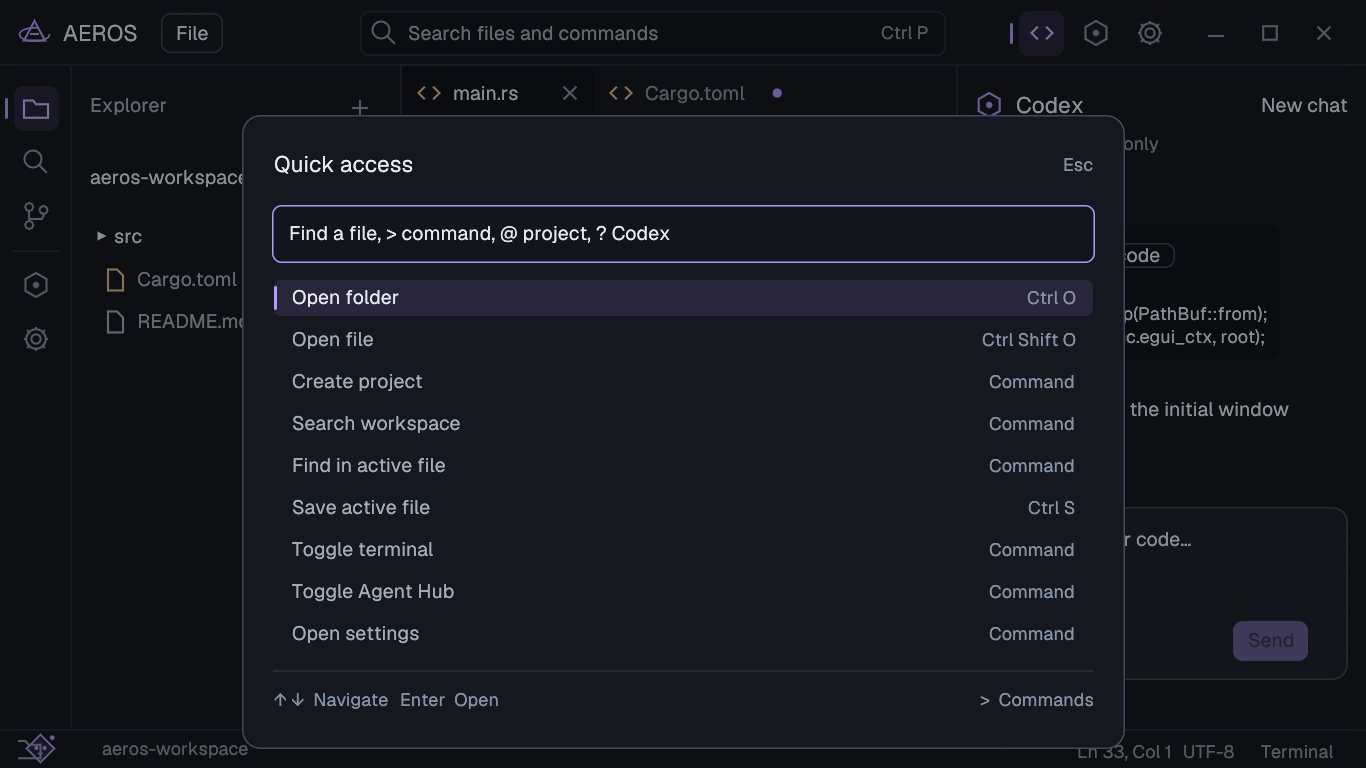 AEROS File Search files and commands Ctrl P
Explorer + main.rs Cargo.toml Codex New chat
only
Quick access Esc
aeros-workspace
Find a file, > command, @ project, ? Codex
src
code
Cargo.toml
Open folder Ctrl O
README.md
p(PathBuf::from);
Open file Ctrl Shift O
c.egui_ctx, root);
Create project Command
the initial window
Search workspace Command
Find in active file Command
Save active file Ctrl S
r code…
Toggle terminal Command
Toggle Agent Hub Command
Open settings Command
Send
↑↓ Navigate Enter Open > Commands
aeros-workspace Ln 33, Col 1 UTF-8 Terminal